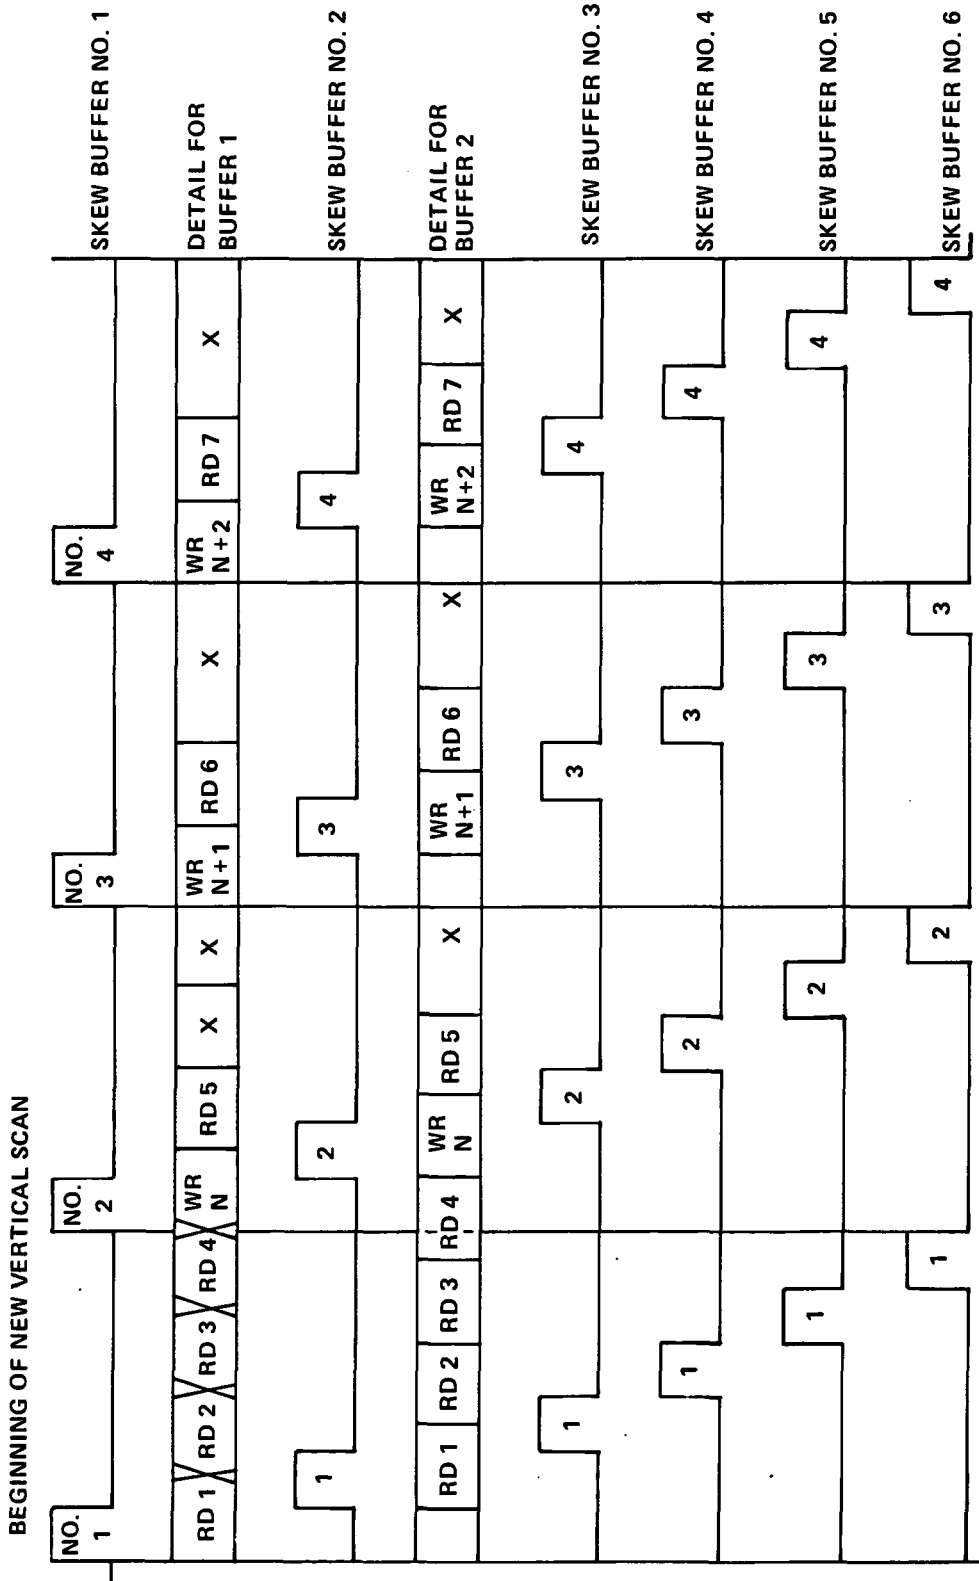 BEGINNING OF NEW VERTICAL SCAN
NO. 1
NO. 2
NO. 3
NO. 4
SKEW BUFFER NO. 1
RD 1
RD 2
RD 3
RD 4
WR N
RD 5
X
X
WR N+1
RD 6
X
WR N+2
RD 7
X
DETAIL FOR
BUFFER 1
1
2
3
4
SKEW BUFFER NO. 2
RD 1
RD 2
RD 3
RD 4
WR N
RD 5
X
WR N+1
RD 6
X
WR N+2
RD 7
X
DETAIL FOR
BUFFER 2
1
2
3
4
SKEW BUFFER NO. 3
1
2
3
4
SKEW BUFFER NO. 4
1
2
3
4
SKEW BUFFER NO. 5
1
2
3
4
SKEW BUFFER NO. 6